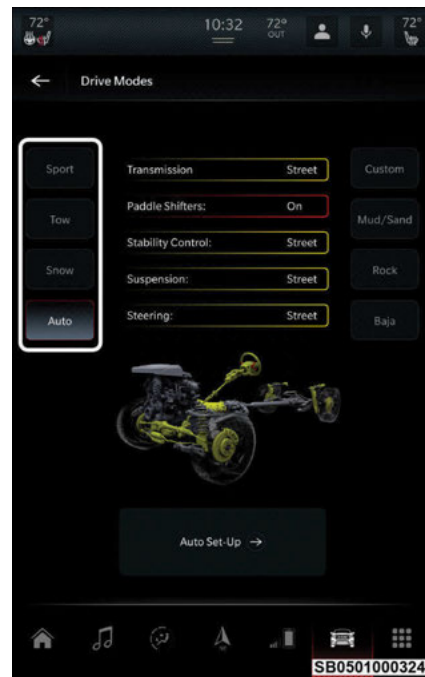 72° 10:32 72° OUT 72°
Drive Modes
Sport
Tow
Snow
Auto
Transmission Street
Paddle Shifters: On
Stability Control: Street
Suspension: Street
Steering: Street
Custom
Mud/Sand
Rock
Baja
Auto Set-Up →
SB0501000324